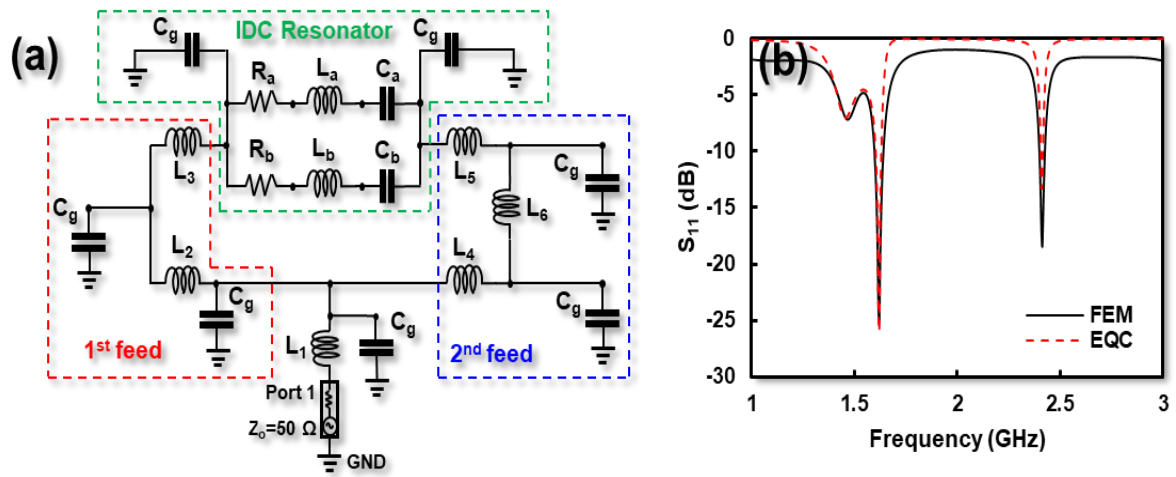 (a)
IDC Resonator
Cg
Cg
Ra
La
Ca
Rb
Lb
Cb
L3
L5
Cg
Cg
L6
L2
L4
Cg
Cg
Cg
1st feed
L1
2nd feed
Port 1
Zo=50 Ω
GND
(b)
S11 (dB)
0
-5
-10
-15
-20
-25
-30
FEM
EQC
1
1.5
2
2.5
3
Frequency (GHz)